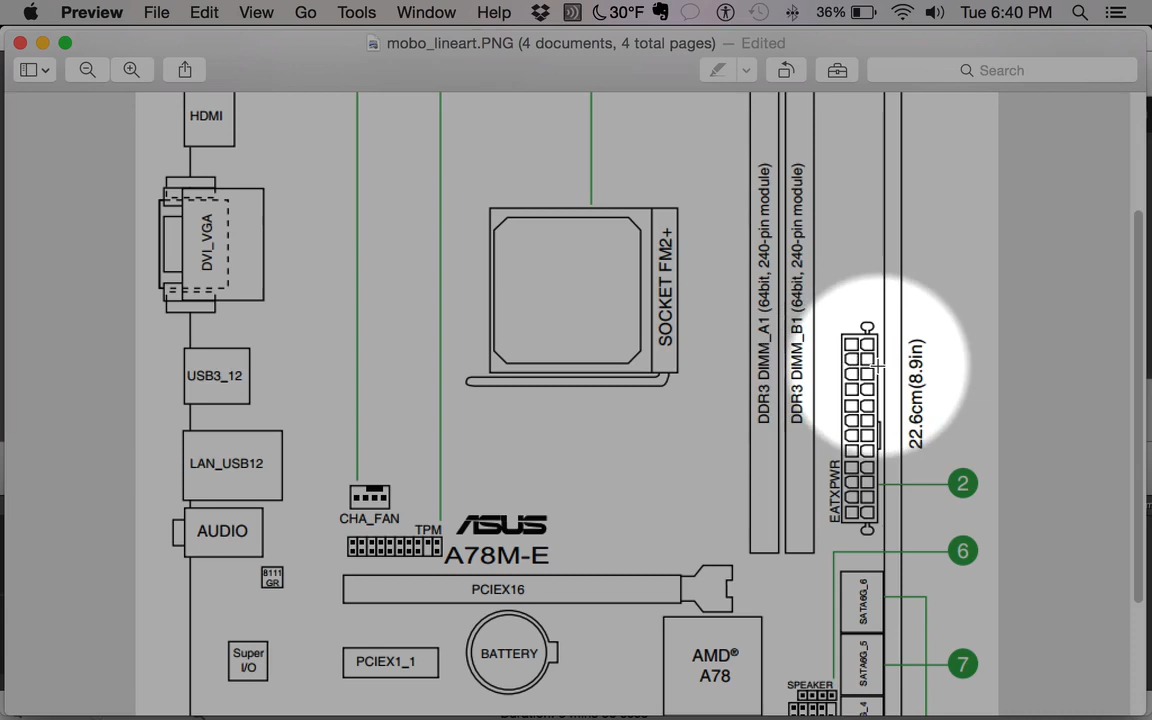 Preview File Edit View Go Tools Window Help 30°F 36% Tue 6:40 PM
mobo_lineart.PNG (4 documents, 4 total pages) — Edited
Search
HDMI
DVI_VGA
SOCKET FM2+
DDR3 DIMM_A1 (64bit, 240-pin module)
DDR3 DIMM_B1 (64bit, 240-pin module)
22.6cm(8.9in)
USB3_12
LAN_USB12
EATXPWR
2
CHA_FAN
AUDIO
TPM
ASUS
A78M-E
6
8111
GR
PCIEX16
SATA6G_6
Super
I/O
PCIEX1_1
BATTERY
AMD®
A78
SATA6G_5
7
SPEAKER